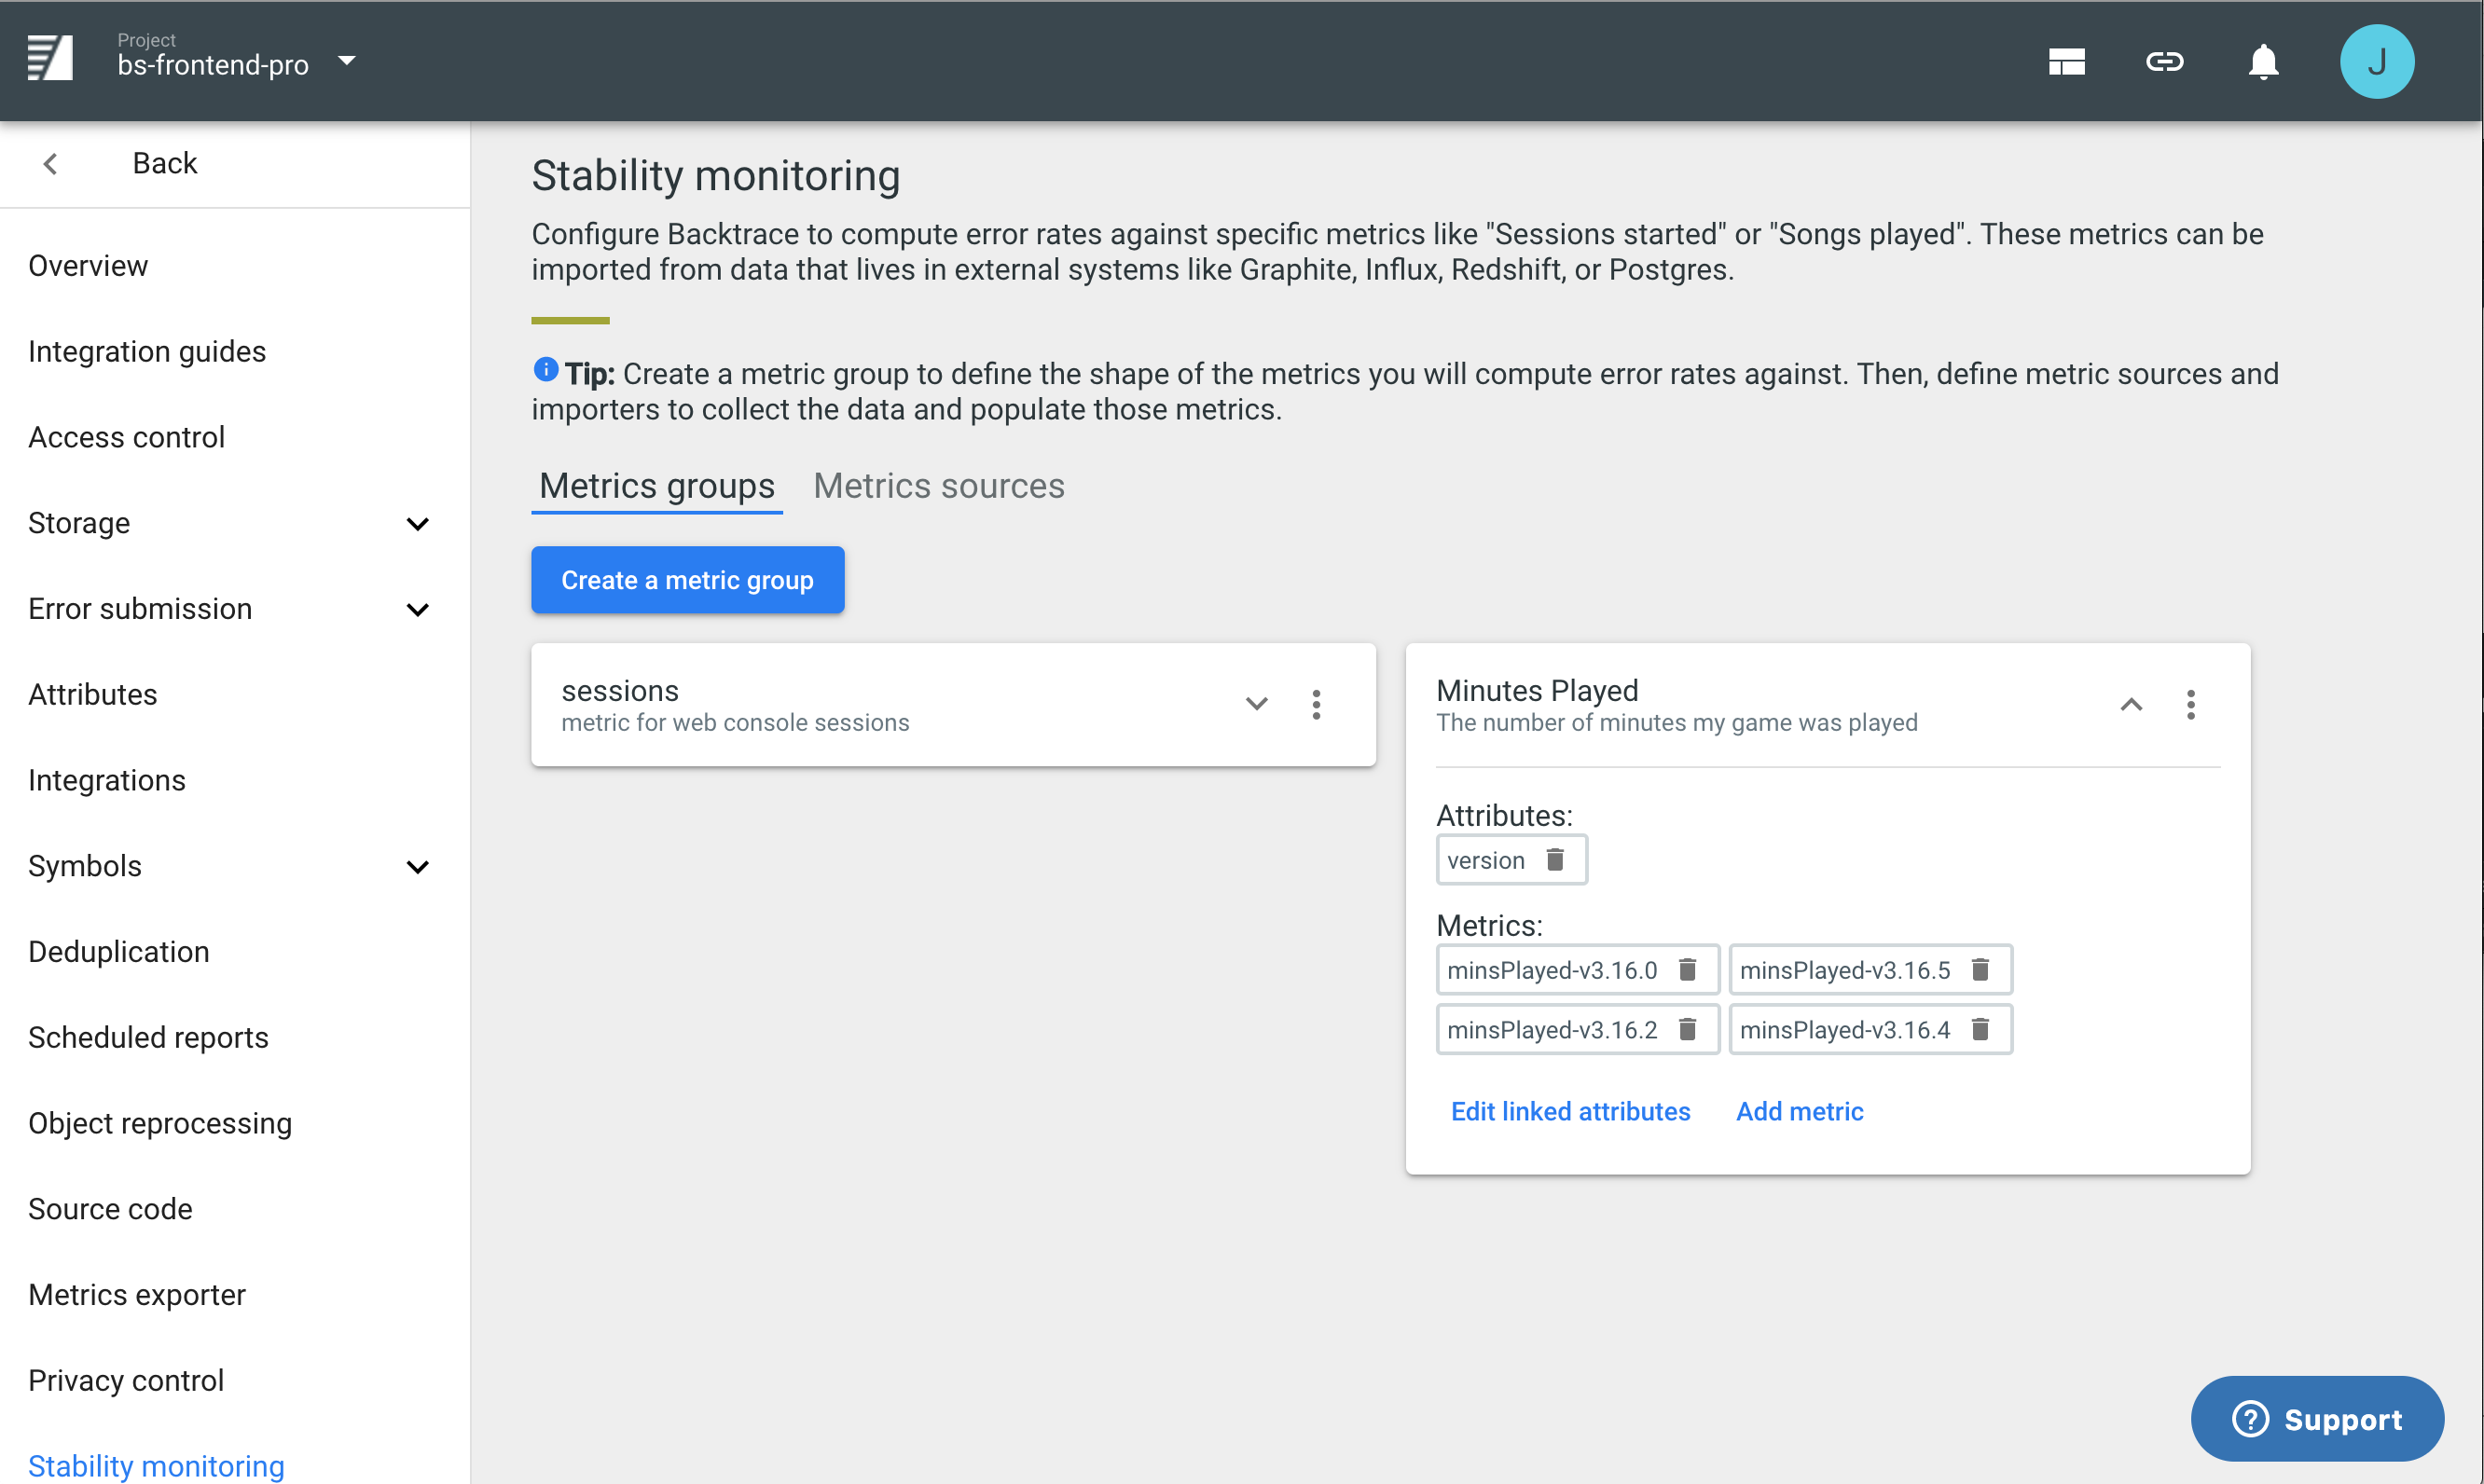 Project
bs-frontend-pro
J
Back
Overview
Integration guides
Access control
Storage
Error submission
Attributes
Integrations
Symbols
Deduplication
Scheduled reports
Object reprocessing
Source code
Metrics exporter
Privacy control
Stability monitoring
Stability monitoring
Configure Backtrace to compute error rates against specific metrics like "Sessions started" or "Songs played". These metrics can be
imported from data that lives in external systems like Graphite, Influx, Redshift, or Postgres.
Tip: Create a metric group to define the shape of the metrics you will compute error rates against. Then, define metric sources and
importers to collect the data and populate those metrics.
Metrics groups Metrics sources
Create a metric group
sessions
metric for web console sessions
Minutes Played
The number of minutes my game was played
Attributes:
version
Metrics:
minsPlayed-v3.16.0 minsPlayed-v3.16.5
minsPlayed-v3.16.2 minsPlayed-v3.16.4
Edit linked attributes Add metric
Support